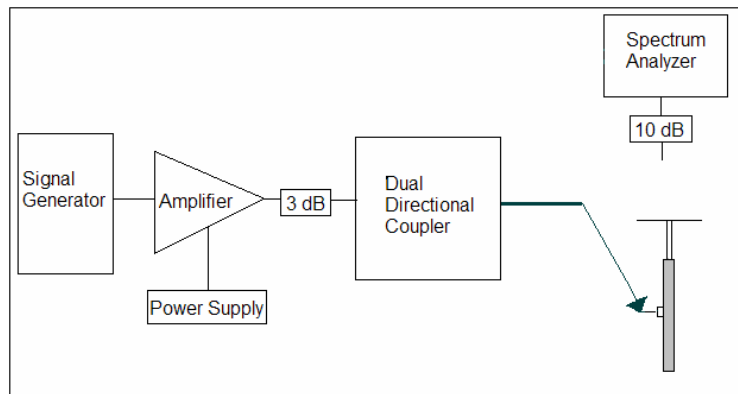 Spectrum
Analyzer
10 dB
Signal
Generator
Amplifier
3 dB
Dual
Directional
Coupler
Power Supply